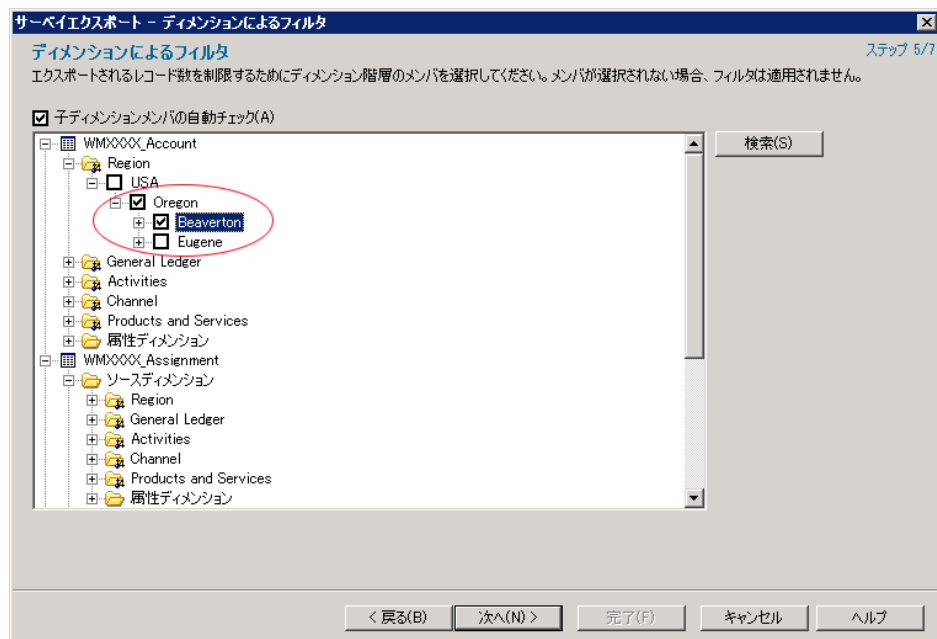 サーベイエクスポート - ディメンションによるフィルタ
ディメンションによるフィルタ
ステップ 5/7
エクスポートされるレコード数を制限するためにディメンション階層のメンバを選択してください。メンバが選択されない場合、フィルタは適用されません。
子ディメンションメンバの自動チェック(A)
検索(S)
WMXXXX_Account
Region
USA
Oregon
Beaverton
Eugene
General Ledger
Activities
Channel
Products and Services
属性ディメンション
WMXXXX_Assignment
ソースディメンション
Region
General Ledger
Activities
Channel
Products and Services
属性ディメンション
< 戻る(B)
次へ(N) >
完了(F)
キャンセル
ヘルプ